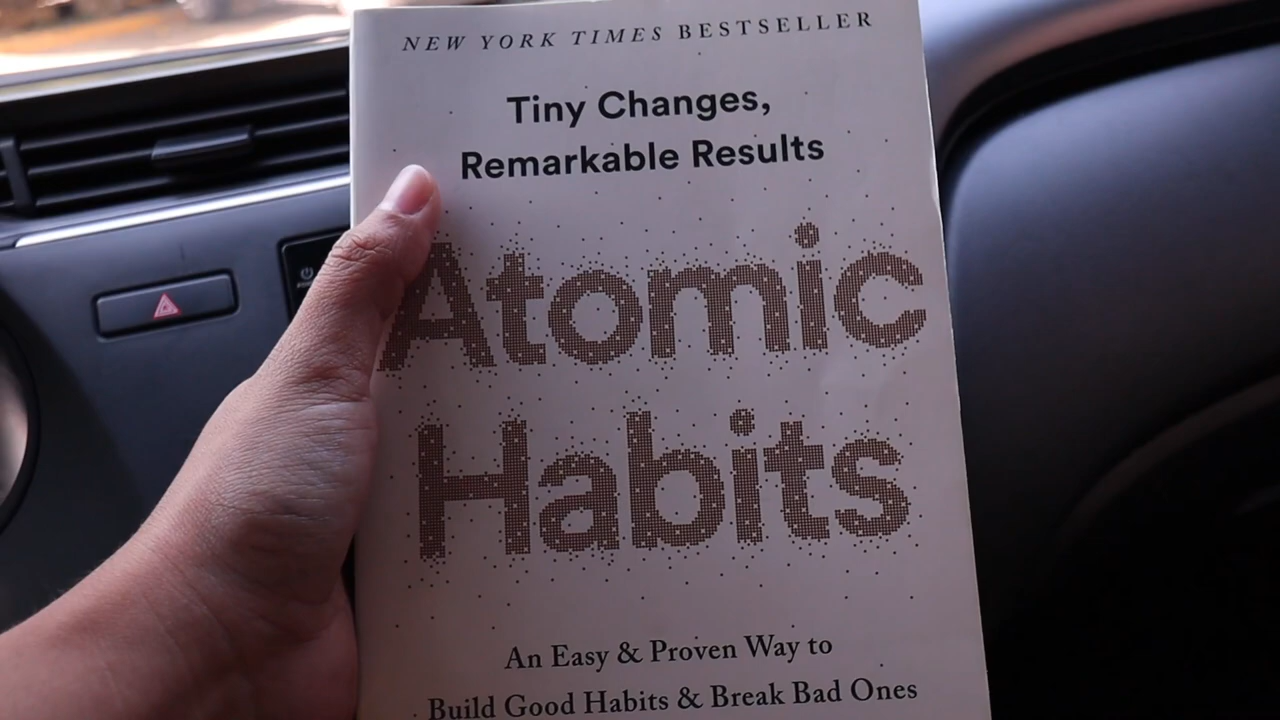 NEW YORK TIMES BESTSELLER
Tiny Changes,
Remarkable Results
Atomic
Habits
An Easy & Proven Way to
Build Good Habits & Break Bad Ones